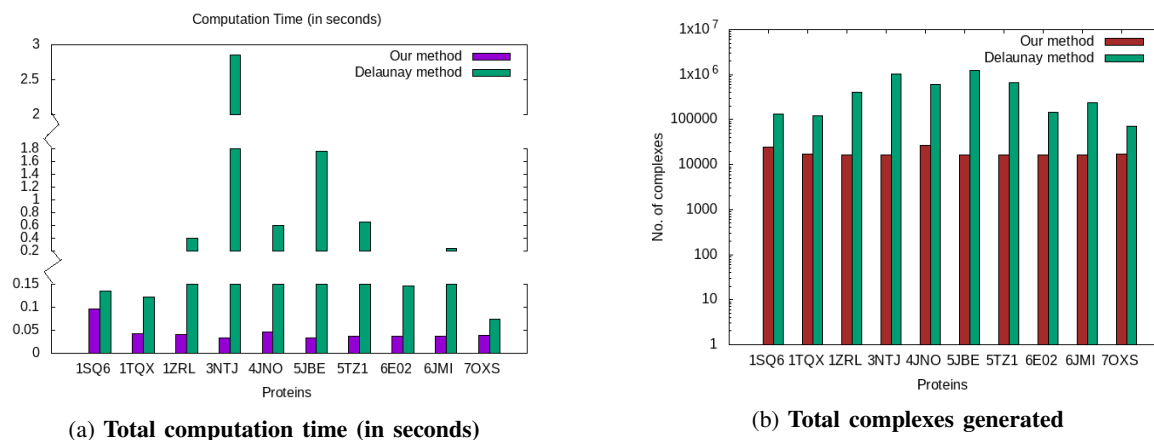 Computation Time (in seconds)
3
2.5
2
1.8
1.6
1.4
1.2
1
0.8
0.6
0.4
0.2
0.15
0.1
0.05
0
Our method
Delaunay method
1SQ6 1TQX 1ZRL 3NTJ 4JNO 5JBE 5TZ1 6E02 6JMI 7OXS
Proteins
(a) Total computation time (in seconds)
No. of complexes
1x10^7
1x10^6
100000
10000
1000
100
10
1
Our method
Delaunay method
1SQ6 1TQX 1ZRL 3NTJ 4JNO 5JBE 5TZ1 6E02 6JMI 7OXS
Proteins
(b) Total complexes generated